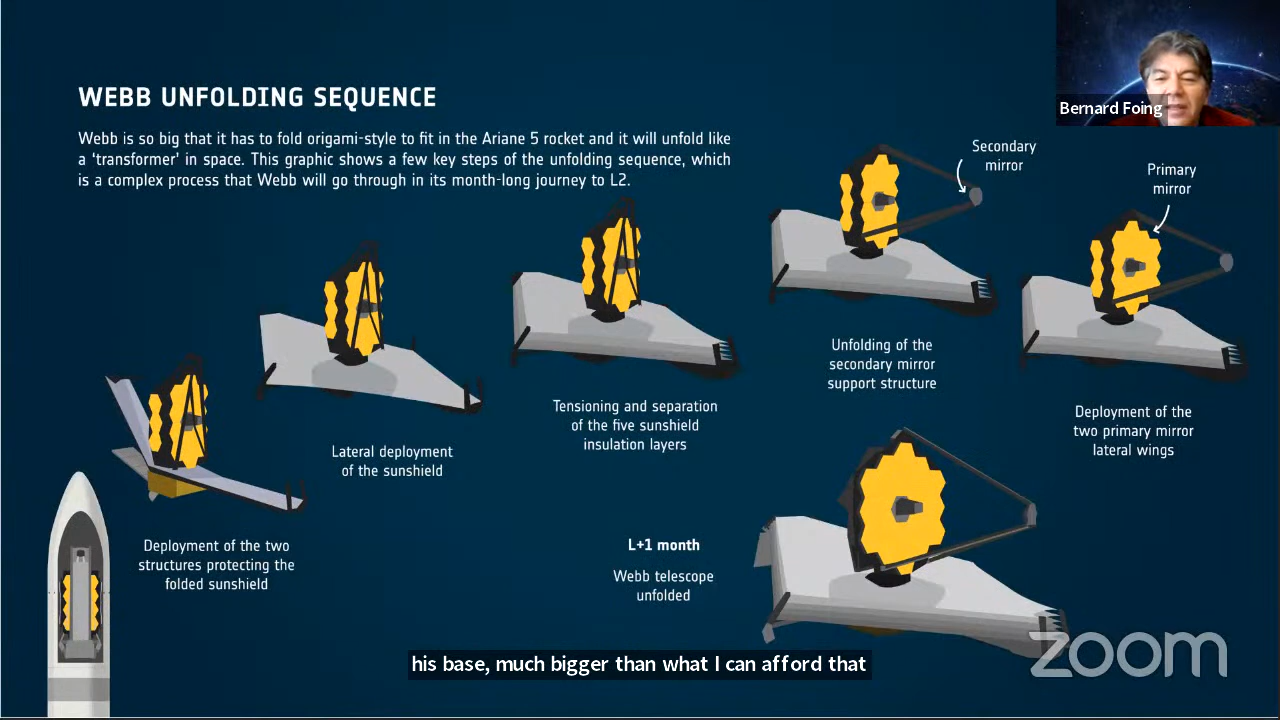 Bernard Foing
WEBB UNFOLDING SEQUENCE
Webb is so big that it has to fold origami-style to fit in the Ariane 5 rocket and it will unfold like
a ‘transformer’ in space. This graphic shows a few key steps of the unfolding sequence, which
is a complex process that Webb will go through in its month-long journey to L2.
Secondary
mirror
Primary
mirror
Unfolding of the
secondary mirror
support structure
Tensioning and separation
of the five sunshield
insulation layers
Deployment of the
two primary mirror
lateral wings
Lateral deployment
of the sunshield
Deployment of the two
structures protecting the
folded sunshield
L+1 month
Webb telescope
unfolded
his base, much bigger than what I can afford that
zoom